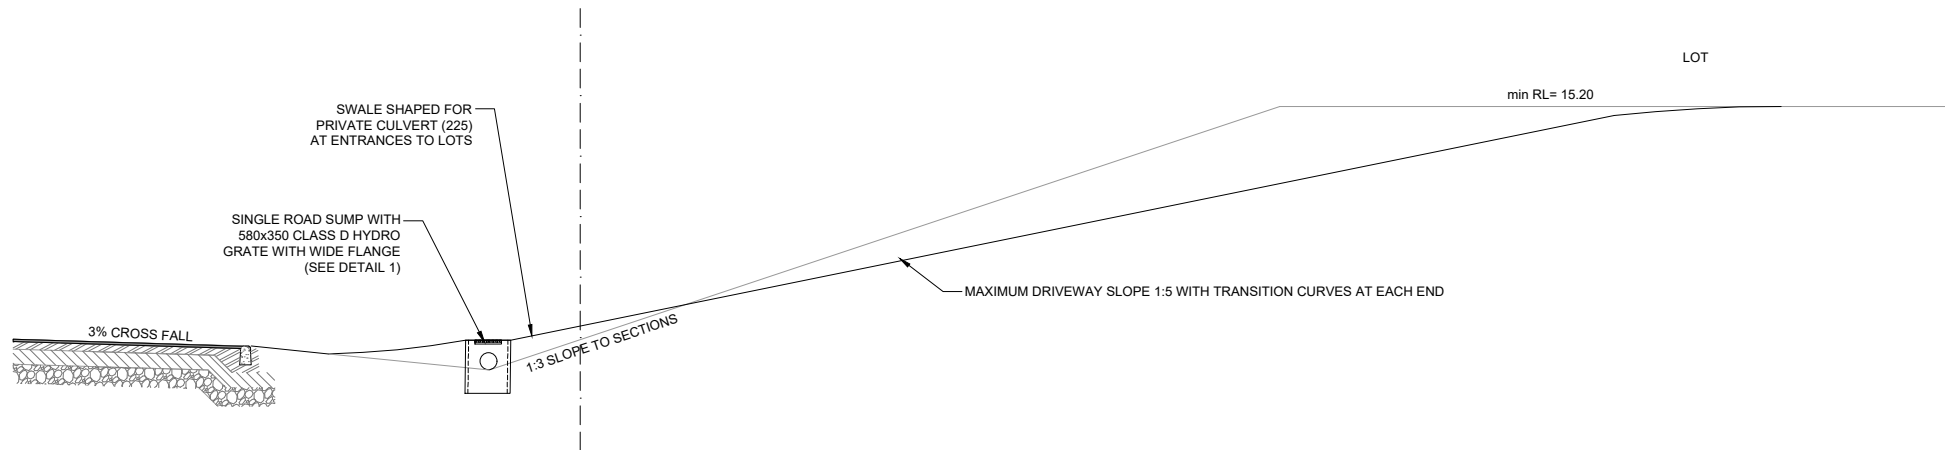 LOT
min RL= 15.20
SWALE SHAPED FOR
PRIVATE CULVERT (225)
AT ENTRANCES TO LOTS
SINGLE ROAD SUMP WITH
580x350 CLASS D HYDRO
GRATE WITH WIDE FLANGE
(SEE DETAIL 1)
MAXIMUM DRIVEWAY SLOPE 1:5 WITH TRANSITION CURVES AT EACH END
3% CROSS FALL
1:3 SLOPE TO SECTIONS